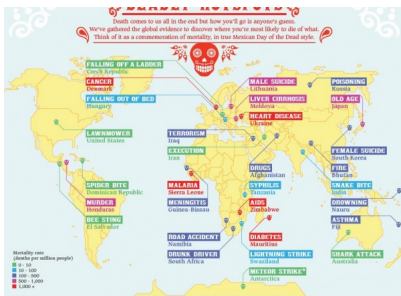 DEADLY HOTSPOTS
Death comes to us all in the end but how you'll go is anyone's guess.
We've gathered the global evidence to discover where you're most likely to die of what.
Think of it as a commemoration of mortality, in true Mexican Day of the Dead style.
FALLING OFF A LADDER
Czech Republic
CANCER
Denmark
FALLING OUT OF BED
Hungary
MALE SUICIDE
Lithuania
LIVER CIRRHOSIS
Moldova
HEART DISEASE
Ukraine
POISONING
Russia
OLD AGE
Japan
LAWNMOWER
United States
TERRORISM
Iraq
EXECUTION
Iran
FEMALE SUICIDE
South Korea
DRUGS
Afghanistan
FIRE
Bhutan
SPIDER BITE
Dominican Republic
MALARIA
Sierra Leone
SYPHILIS
Tanzania
SNAKE BITE
India
MURDER
Honduras
MENINGITIS
Guinea-Bissau
AIDS
Zimbabwe
DROWNING
Nauru
BEE STING
El Salvador
ASTHMA
Fiji
ROAD ACCIDENT
Namibia
DIABETES
Mauritius
DRUNK DRIVER
South Africa
LIGHTNING STRIKE
Swaziland
SHARK ATTACK
Australia
METEOR STRIKE*
Antarctica
Mortality rate
(deaths per million people)
0 - 10
10 - 100
100 - 500
500 - 1,000
1,000 +